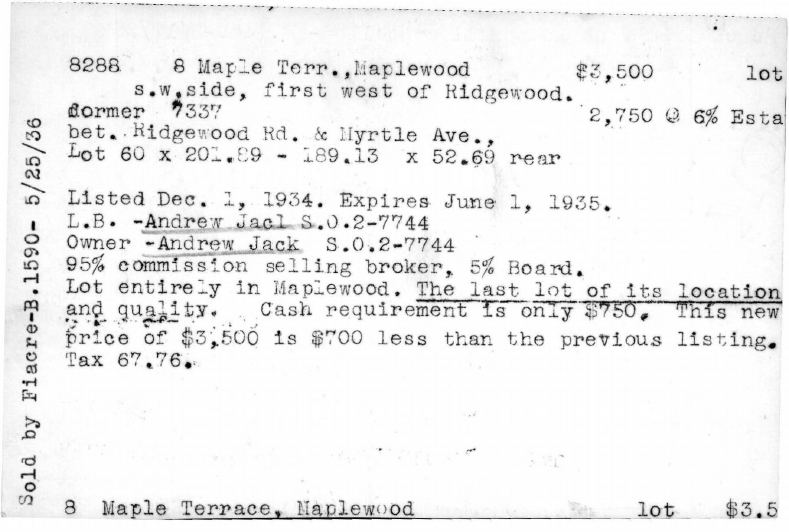 8288 8 Maple Terr.,Maplewood $3,500 lot
s.w.side, first west of Ridgewood.
former 7337 2,750 @ 6% Esta
bet. Ridgewood Rd. & Myrtle Ave.,
Lot 60 x 201.89 - 189.13 x 52.69 rear
Listed Dec. 1, 1934. Expires June 1, 1935.
L.B. -Andrew Jacl S.O.2-7744
Owner -Andrew Jack S.O.2-7744
95% commission selling broker, 5% Board.
Lot entirely in Maplewood. The last lot of its location
and quality. Cash requirement is only $750. This new
price of $3,500 is $700 less than the previous listing.
Tax 67.76.
8 Maple Terrace, Maplewood lot $3.5
Sold by Fiacre-B.1590- 5/25/36